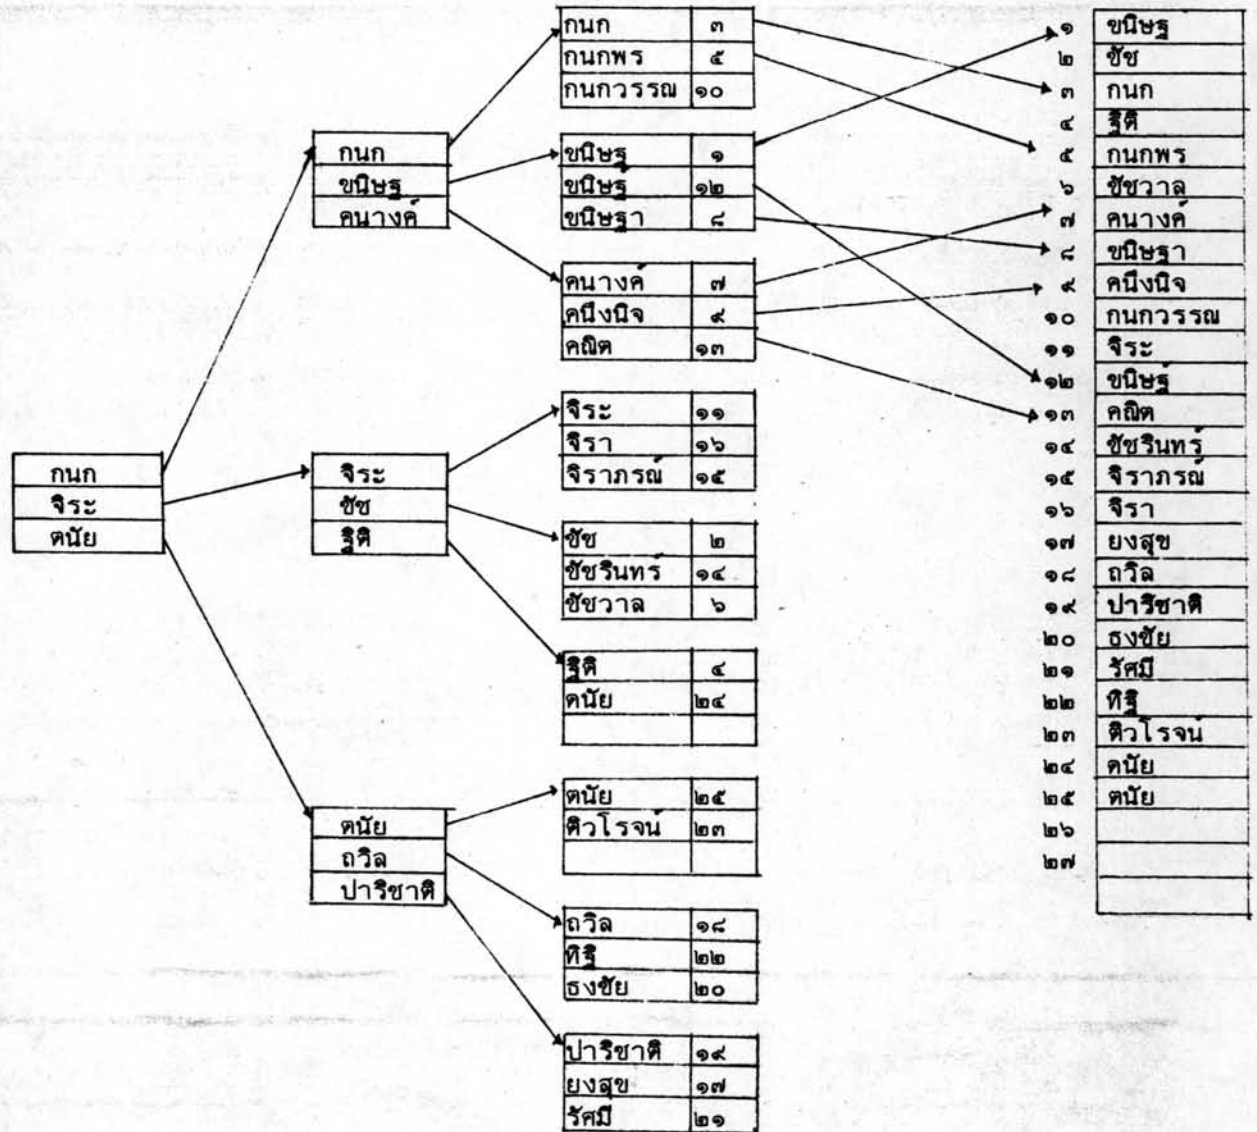 กนก
จิระ
ตนัย
กนก
ขนิษฐ
คนางค์
จิระ
ชัช
ฐิติ
ตนัย
ถวิล
ปาริชาติ
กนก ๓
กนกพร ๕
กนกวรรณ ๑๐
ขนิษฐ ๑
ขนิษฐ์ ๑๒
ขนิษฐา ๘
คนางค์ ๗
คนึงนิจ ๙
คณิต ๑๓
จิระ ๑๑
จิรา ๑๖
จิราภรณ์ ๑๕
ชัช ๒
ชัชรินทร์ ๑๔
ชัชวาล ๖
ฐิติ ๔
ดนัย ๒๔
ตนัย ๒๕
ติวโรจน์ ๒๓
ถวิล ๑๘
ทิฐิ ๒๒
ธงชัย ๒๐
ปาริชาติ ๑๙
ยงสุข ๑๗
รัศมี ๒๑
๑ ขนิษฐ
๒ ชัช
๓ กนก
๔ ฐิติ
๕ กนกพร
๖ ชัชวาล
๗ คนางค์
๘ ขนิษฐา
๙ คนึงนิจ
๑๐ กนกวรรณ
๑๑ จิระ
๑๒ ขนิษฐ์
๑๓ คณิต
๑๔ ชัชรินทร์
๑๕ จิราภรณ์
๑๖ จิรา
๑๗ ยงสุข
๑๘ ถวิล
๑๙ ปาริชาติ
๒๐ ธงชัย
๒๑ รัศมี
๒๒ ทิฐิ
๒๓ ติวโรจน์
๒๔ ดนัย
๒๕ ตนัย
๒๖
๒๗